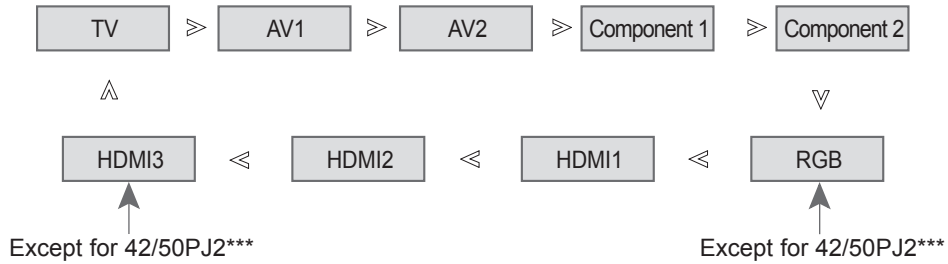 TV AV1 AV2 Component 1 Component 2
HDMI3 HDMI2 HDMI1 RGB
Except for 42/50PJ2*** Except for 42/50PJ2***